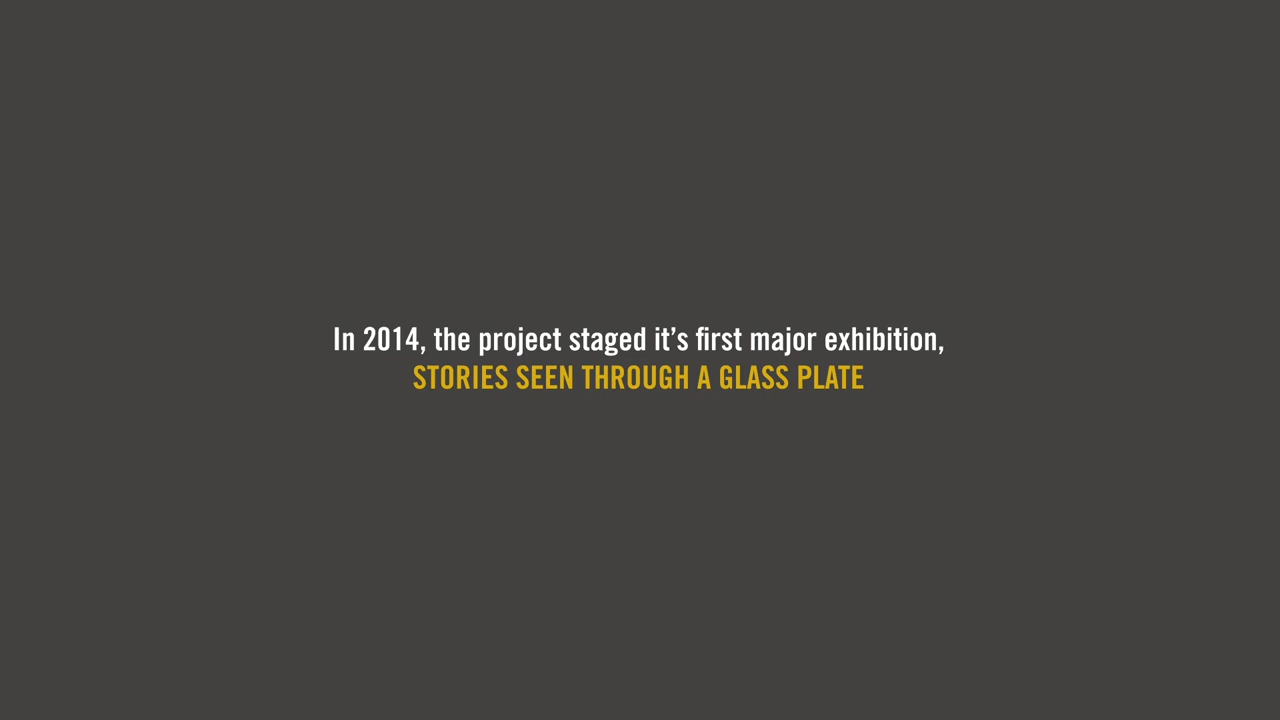 In 2014, the project staged it’s first major exhibition,
STORIES SEEN THROUGH A GLASS PLATE